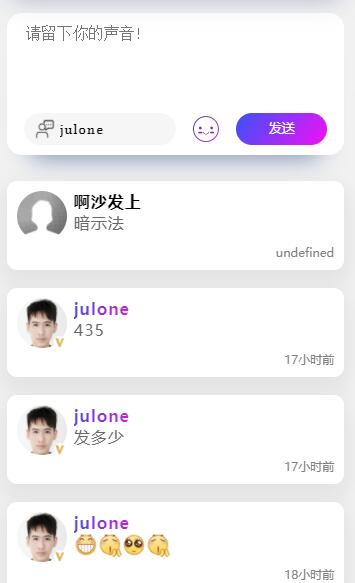 请留下你的声音!
julone
发送
啊沙发上
暗示法
undefined
julone
435
17小时前
julone
发多少
17小时前
julone
18小时前